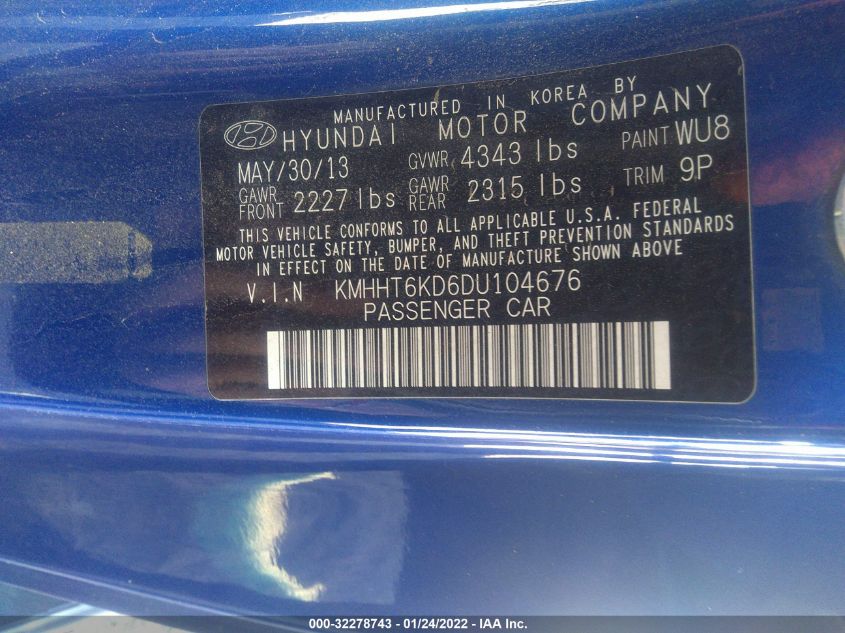 MANUFACTURED IN KOREA BY
HYUNDAI MOTOR COMPANY
MAY/30/13 GVWR 4343 lbs PAINT WU8
GAWR FRONT 2227 lbs GAWR REAR 2315 lbs TRIM 9P
THIS VEHICLE CONFORMS TO ALL APPLICABLE U.S.A. FEDERAL
MOTOR VEHICLE SAFETY, BUMPER, AND THEFT PREVENTION STANDARDS
IN EFFECT ON THE DATE OF MANUFACTURE SHOWN ABOVE
V.I.N KMHHT6KD6DU104676
PASSENGER CAR
000-32278743 - 01/24/2022 - IAA Inc.